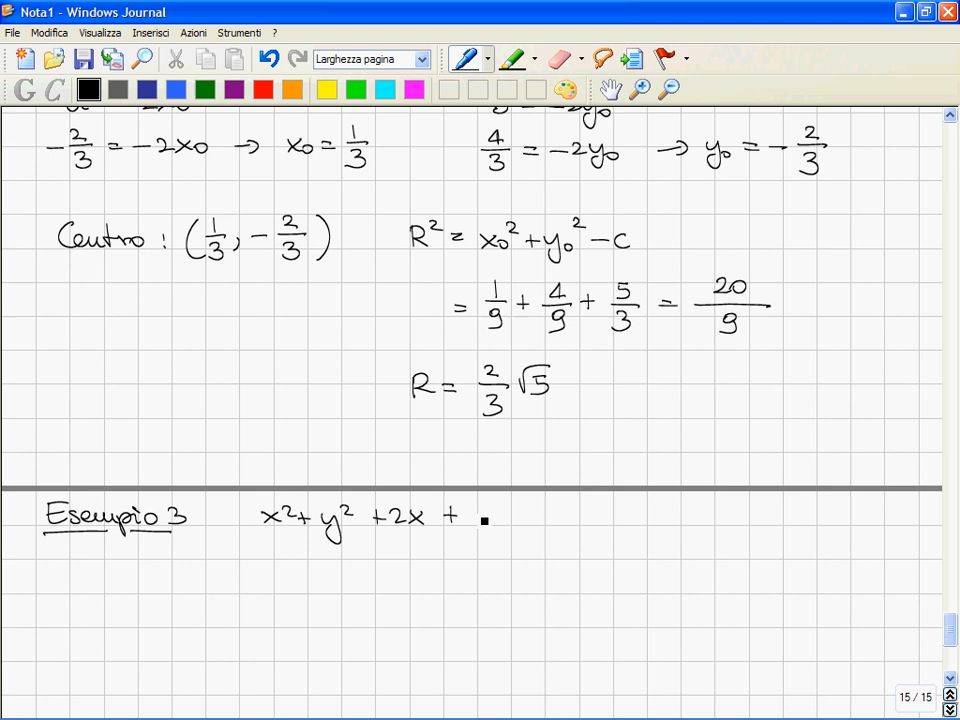 Nota1 - Windows Journal
File Modifica Visualizza Inserisci Azioni Strumenti ?
Larghezza pagina
G C
-2/3 = -2x₀ → x₀ = 1/3 4/3 = -2y₀ → y₀ = -2/3
Centro : (1/3, -2/3) R² = x₀² + y₀² - c
= 1/9 + 4/9 + 5/3 = 20/9
R = 2/3 √5
Esempio 3 x² + y² + 2x +
15 / 15